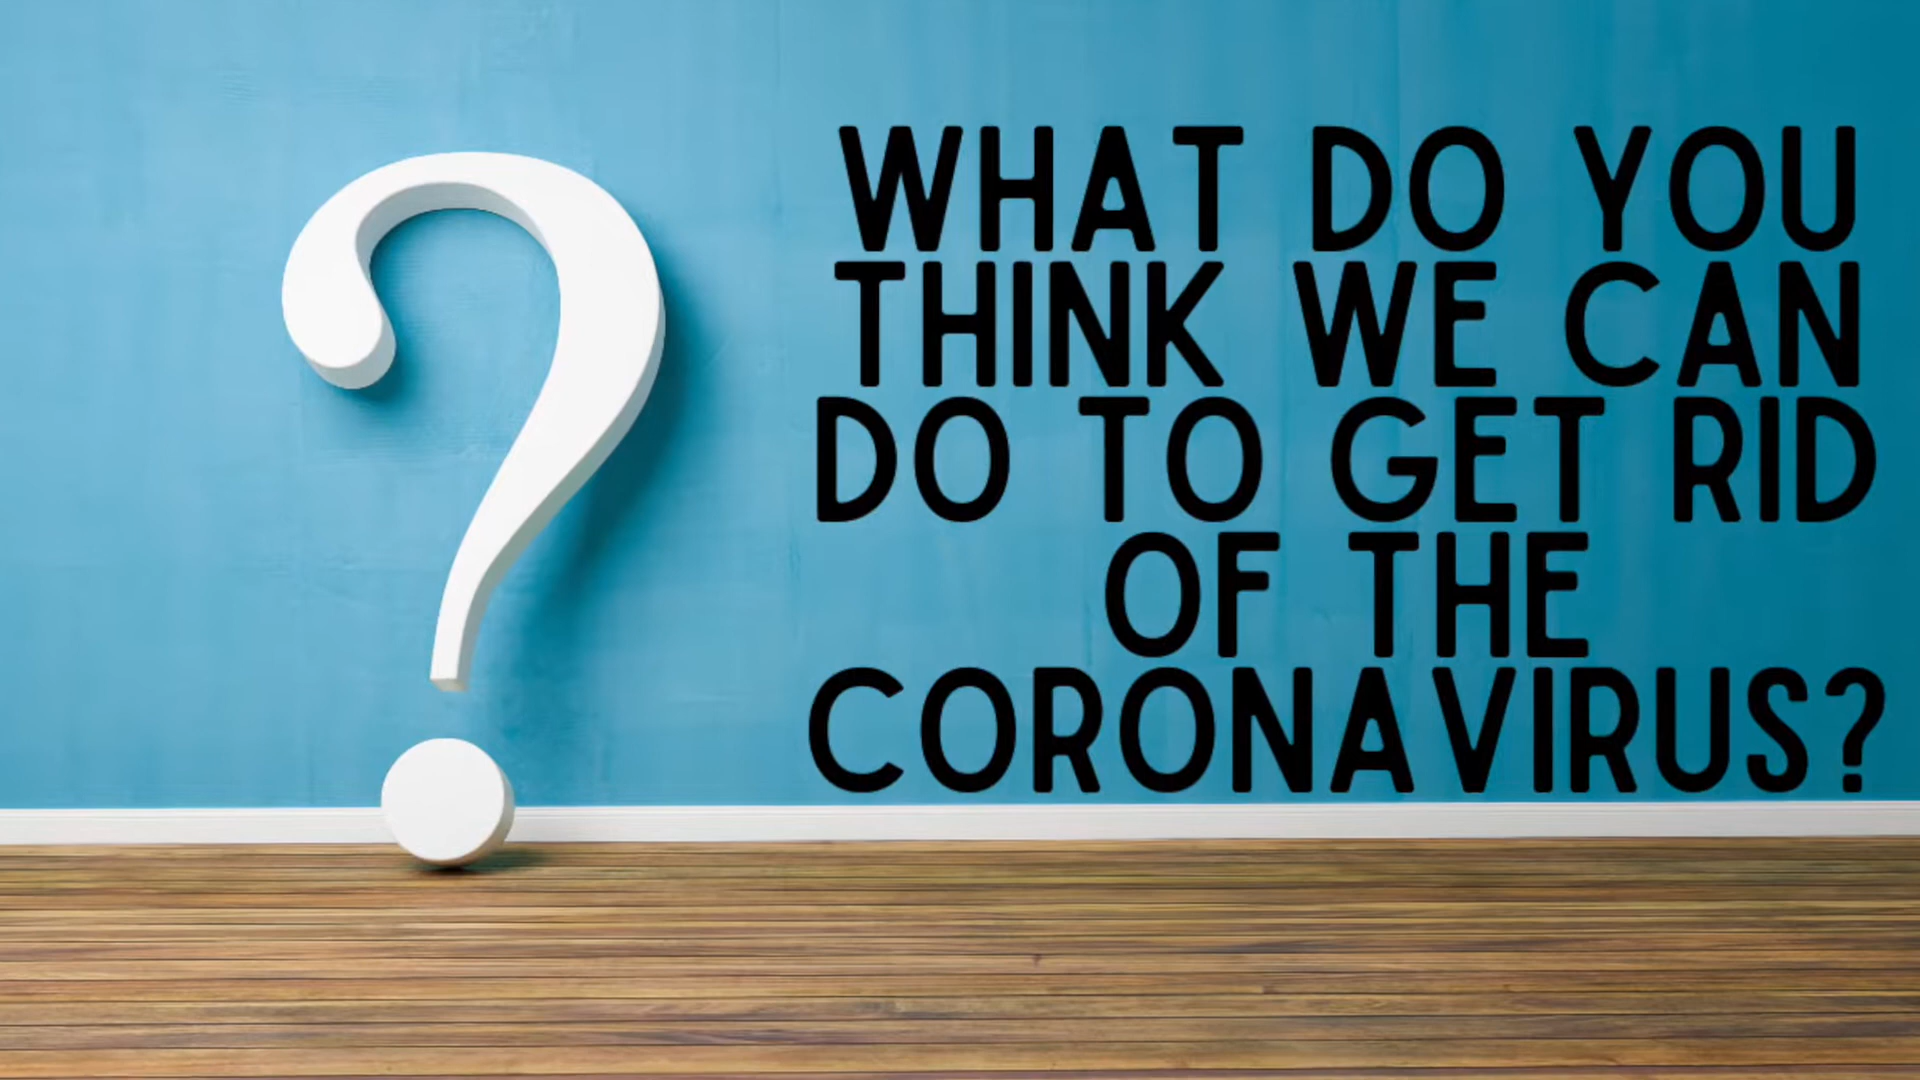 WHAT DO YOU
THINK WE CAN
DO TO GET RID
OF THE
CORONAVIRUS?